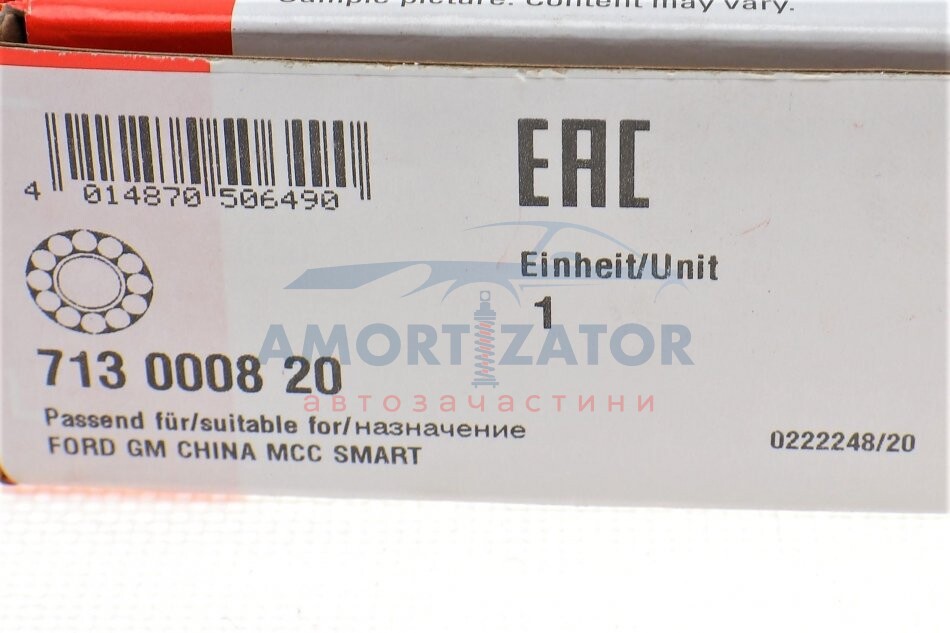 Sample picture. Content may vary.
4 014870 506490
EAC
Einheit/Unit
1
AMORTIZATOR
автозачастини
713 0008 20
Passend für/suitable for/назначение
FORD GM CHINA MCC SMART
0222248/20